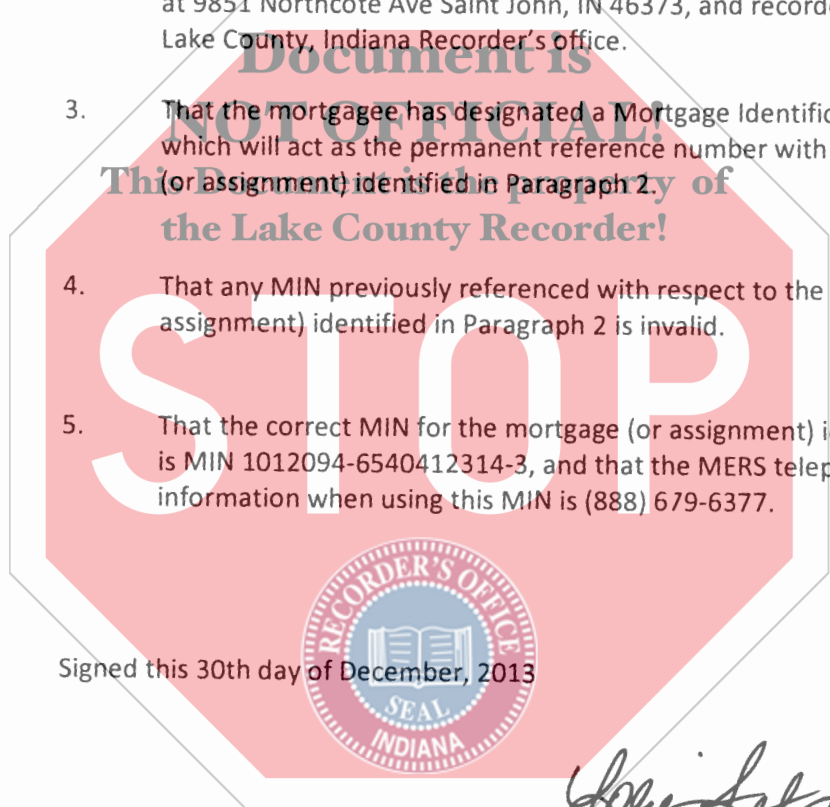 at 9851 Northcote Ave Saint John, IN 46373, and recorde
Lake County, Indiana Recorder's office.
Document is
NOT OFFICIAL!
This Document is the property of
the Lake County Recorder!
3. That the mortgagee has designated a Mortgage Identific
which will act as the permanent reference number with
(or assignment) identified in Paragraph 2.
4. That any MIN previously referenced with respect to the
assignment) identified in Paragraph 2 is invalid.
STOP
5. That the correct MIN for the mortgage (or assignment) i
is MIN 1012094-6540412314-3, and that the MERS telep
information when using this MIN is (888) 679-6377.
RECORDER'S OFFICE
SEAL
INDIANA
Signed this 30th day of December, 2013